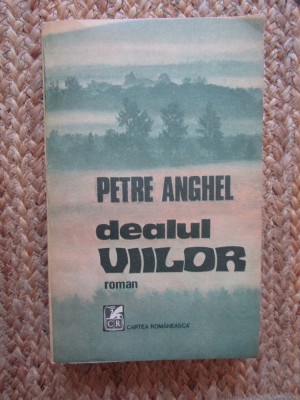 PETRE ANGHEL
dealul
VIILOR
roman
CR
CARTEA ROMÂNEASCĂ